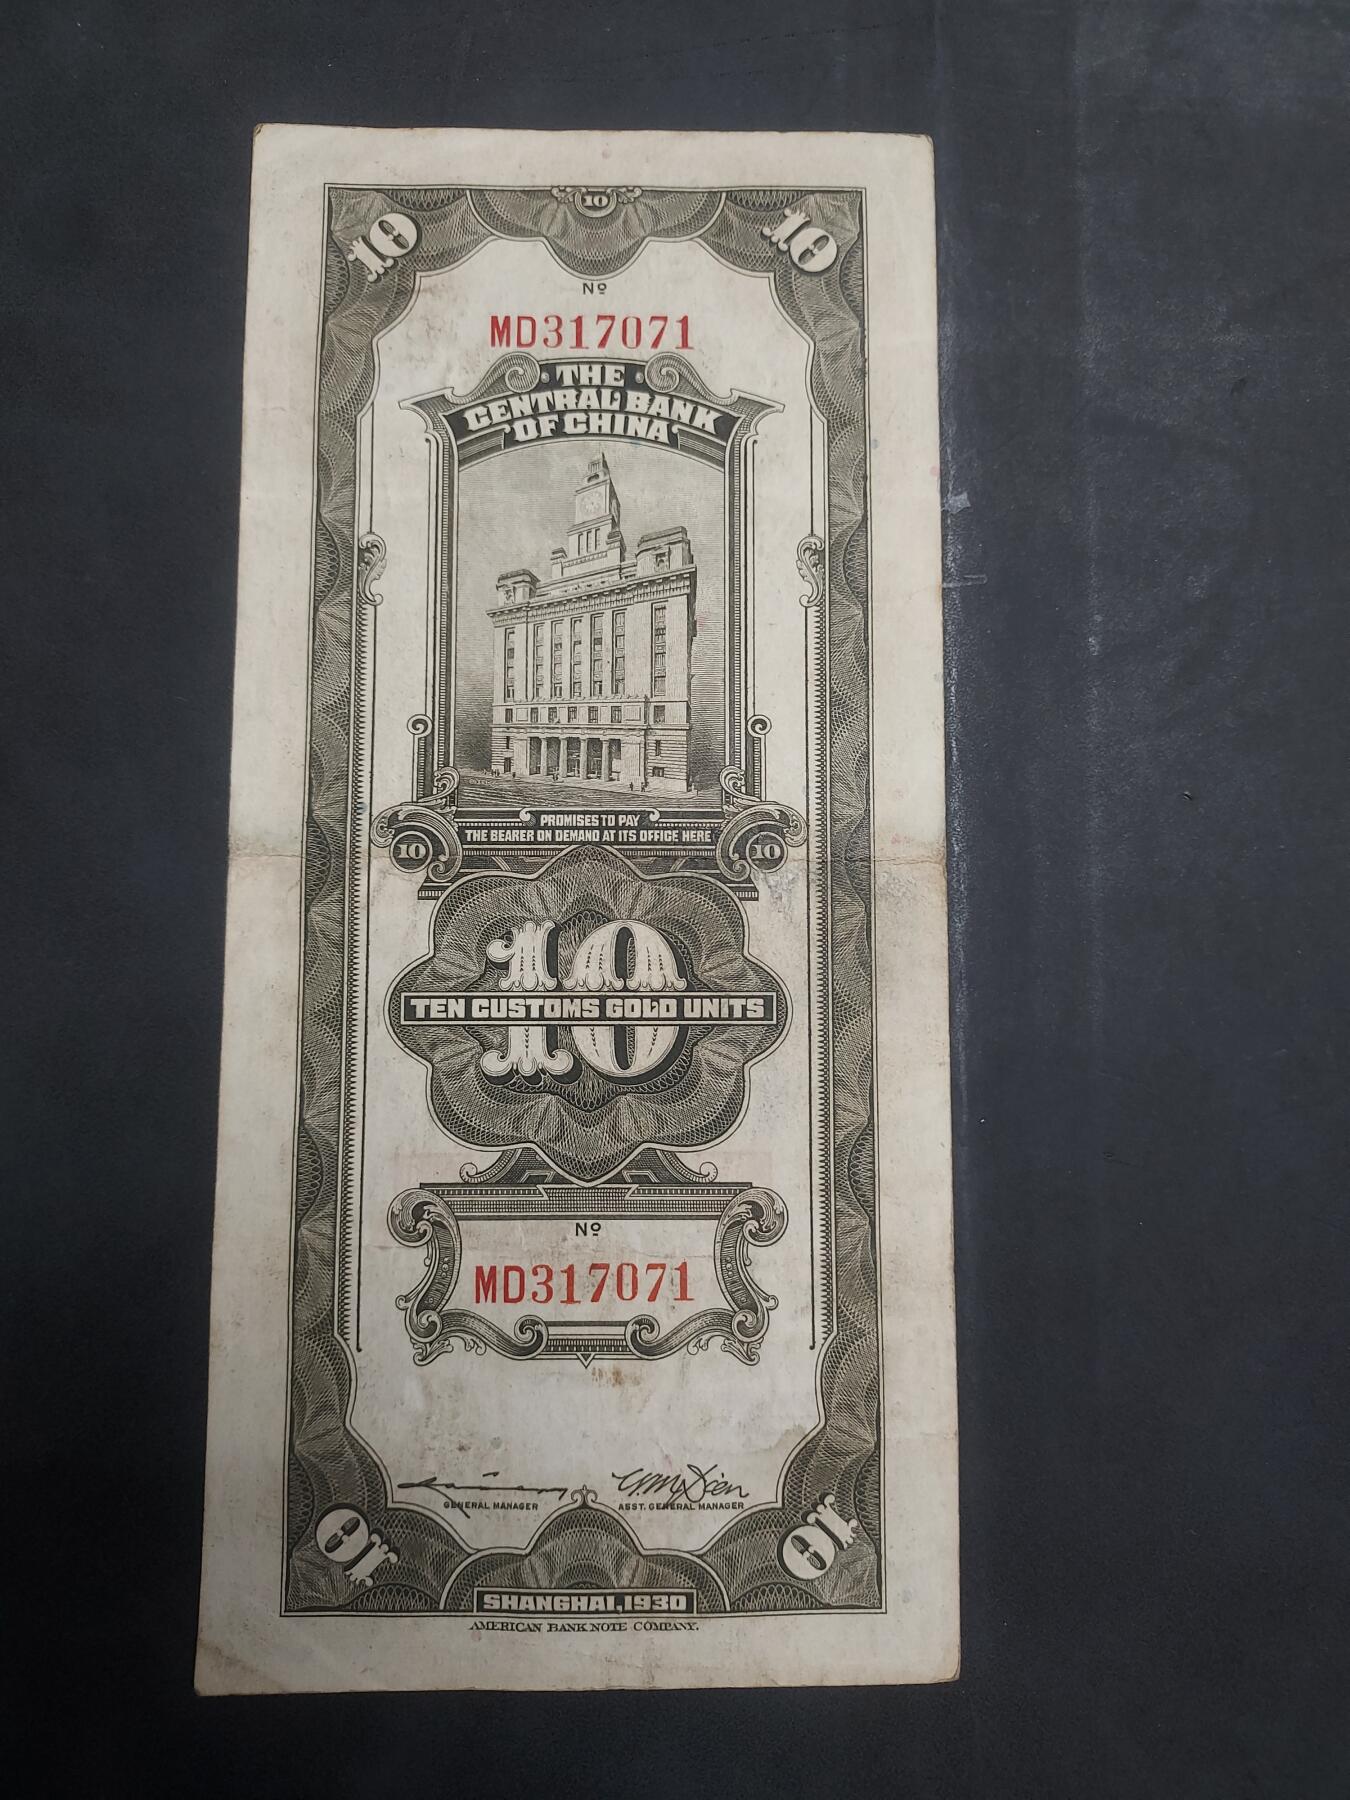 10
10
10
Nº
MD317071
THE
CENTRAL BANK
OF CHINA
PROMISES TO PAY
THE BEARER ON DEMAND AT ITS OFFICE HERE
10
10
10
TEN CUSTOMS GOLD UNITS
Nº
MD317071
GENERAL MANAGER
ASST. GENERAL MANAGER
10
10
SHANGHAI, 1930
AMERICAN BANK NOTE COMPANY.